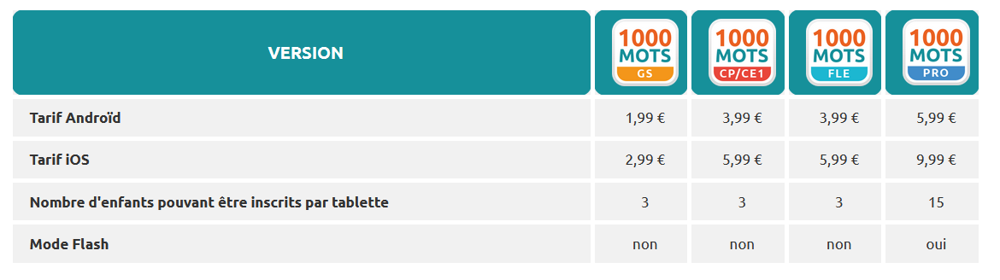 VERSION 1000 MOTS GS 1000 MOTS CP/CE1 1000 MOTS FLE 1000 MOTS PRO
Tarif Androïd 1,99 € 3,99 € 3,99 € 5,99 €
Tarif iOS 2,99 € 5,99 € 5,99 € 9,99 €
Nombre d'enfants pouvant être inscrits par tablette 3 3 3 15
Mode Flash non non non oui